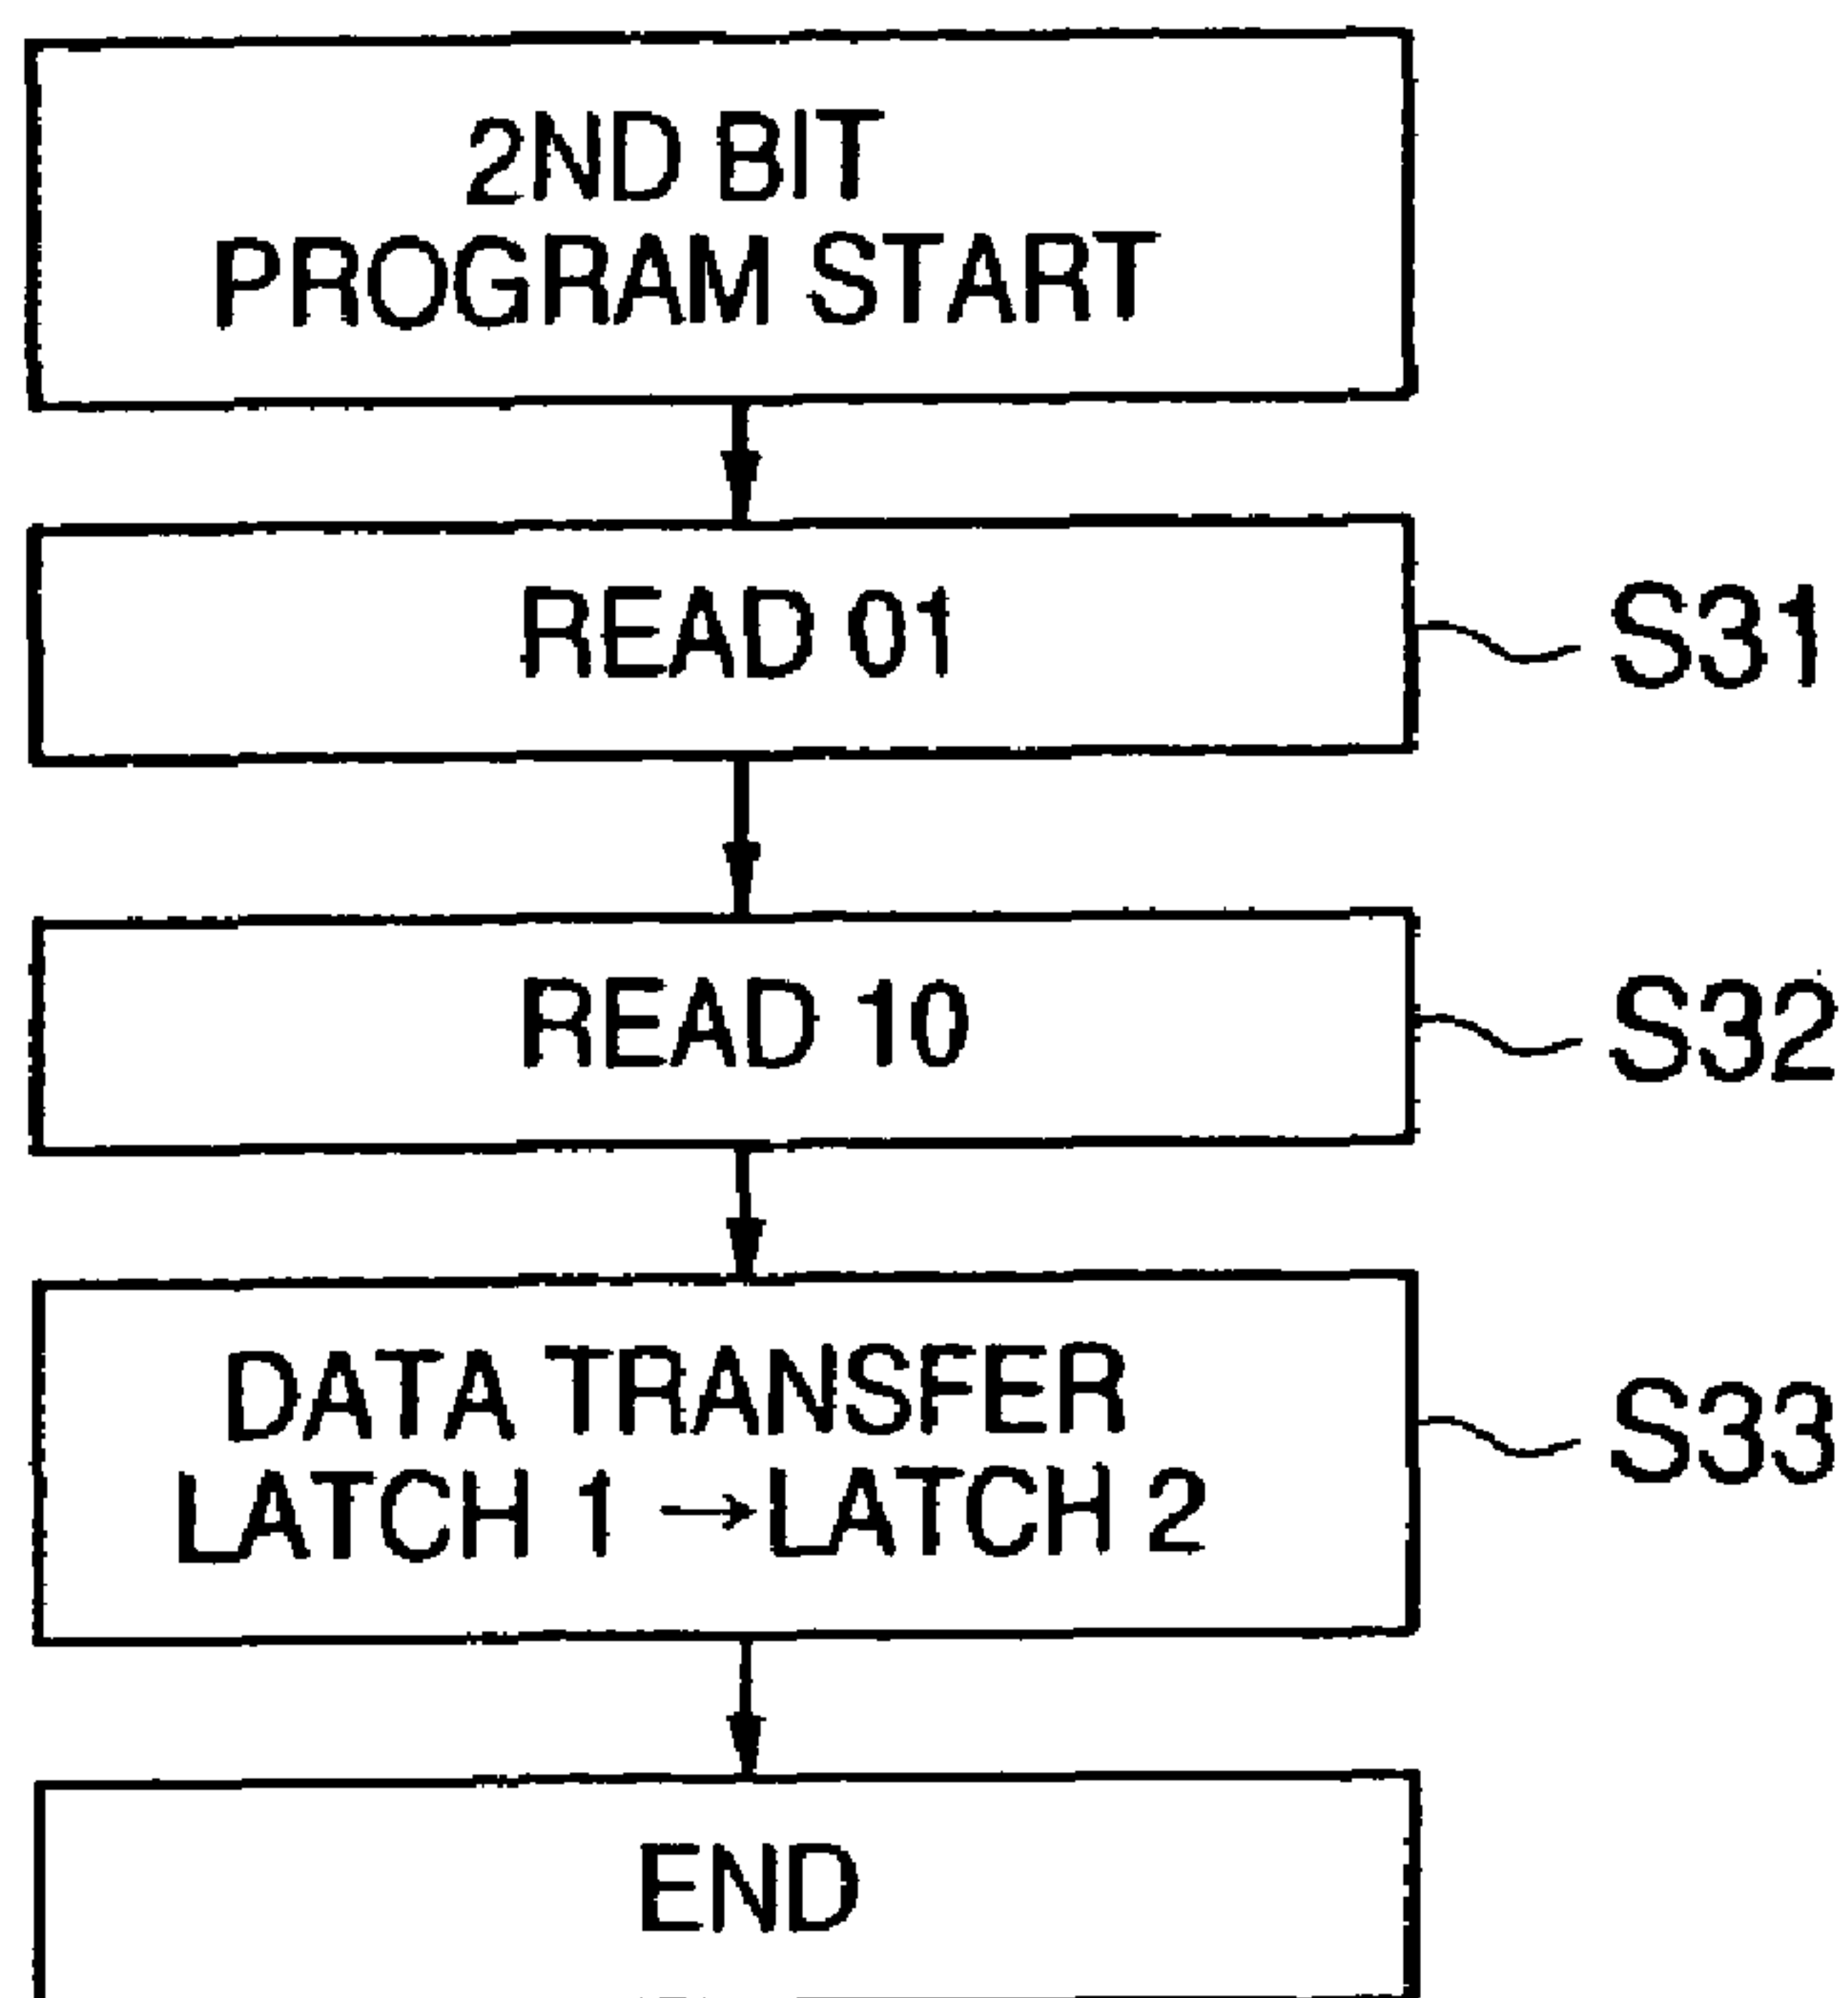 2ND BIT
PROGRAM START
READ 01
S31
READ 10
S32
DATA TRANSFER
LATCH 1 → LATCH 2
S33
END